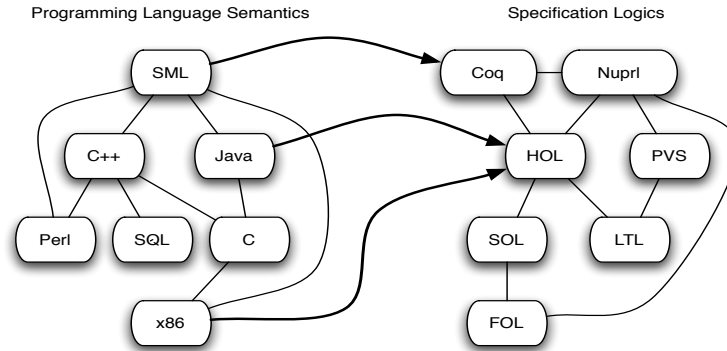 Programming Language Semantics
Specification Logics
SML
Coq
Nuprl
C++
Java
HOL
PVS
Perl
SQL
C
SOL
LTL
x86
FOL